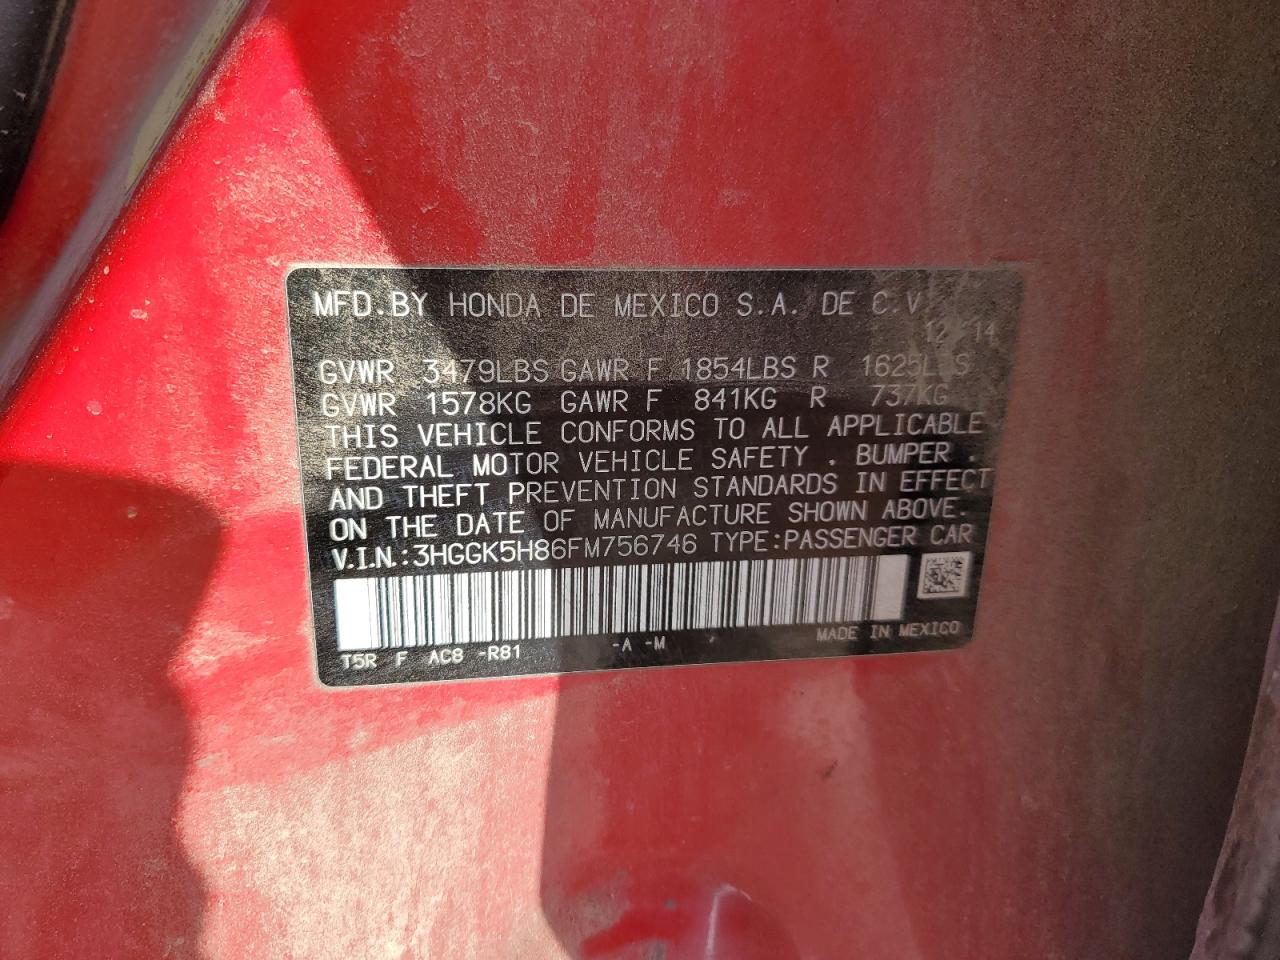 MFD.BY HONDA DE MEXICO S.A. DE C.V
12 14
GVWR 3479LBS GAWR F 1854LBS R 1625LBS
GVWR 1578KG GAWR F 841KG R 737KG
THIS VEHICLE CONFORMS TO ALL APPLICABLE
FEDERAL MOTOR VEHICLE SAFETY . BUMPER .
AND THEFT PREVENTION STANDARDS IN EFFECT
ON THE DATE OF MANUFACTURE SHOWN ABOVE.
V.I.N.:3HGGK5H86FM756746 TYPE:PASSENGER CAR
MADE IN MEXICO
T5R F AC8 -R81 -A -M